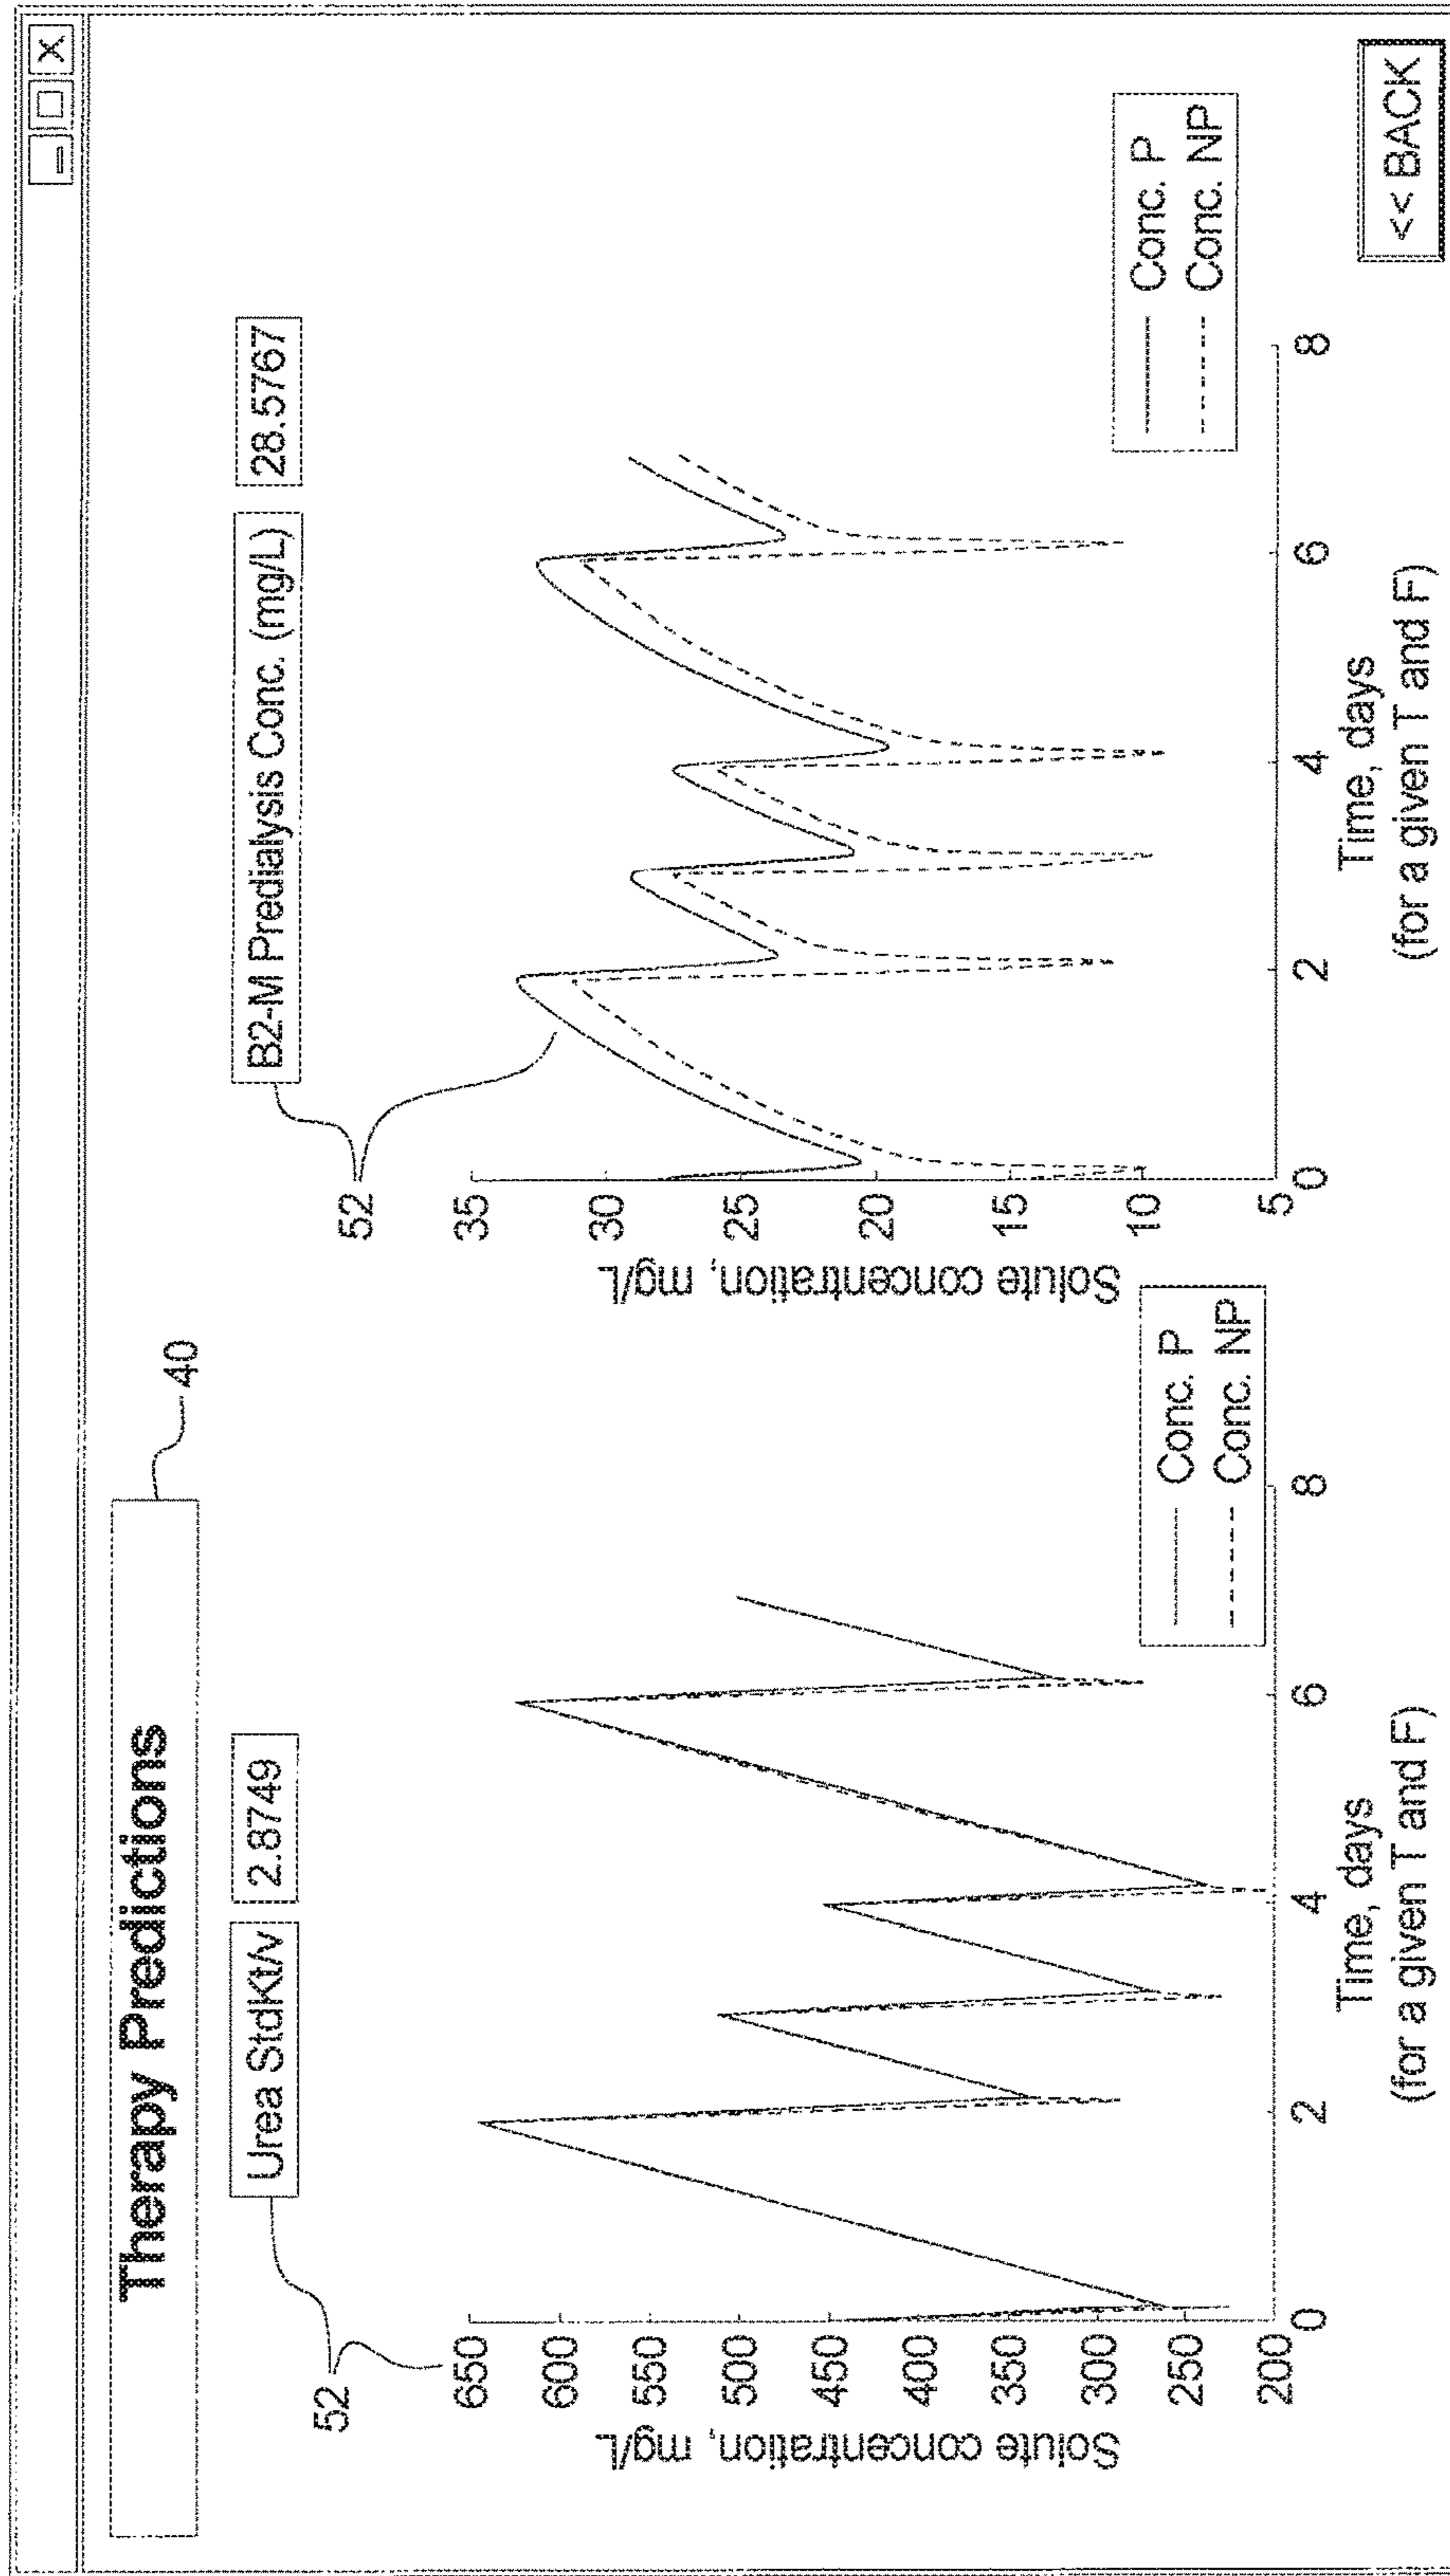 Therapy Predictions
40
52
Urea StdKt/v 2.8749
650
600
550
500
450
400
350
300
250
200
Solute concentration, mg/L
0 2 4 6 8
Time, days
(for a given T and F)
Conc. P
Conc. NP
52
B2-M Predialysis Conc. (mg/L) 28.5767
35
30
25
20
15
10
5
Solute concentration, mg/L
0 2 4 6 8
Time, days
(for a given T and F)
Conc. P
Conc. NP
<< BACK